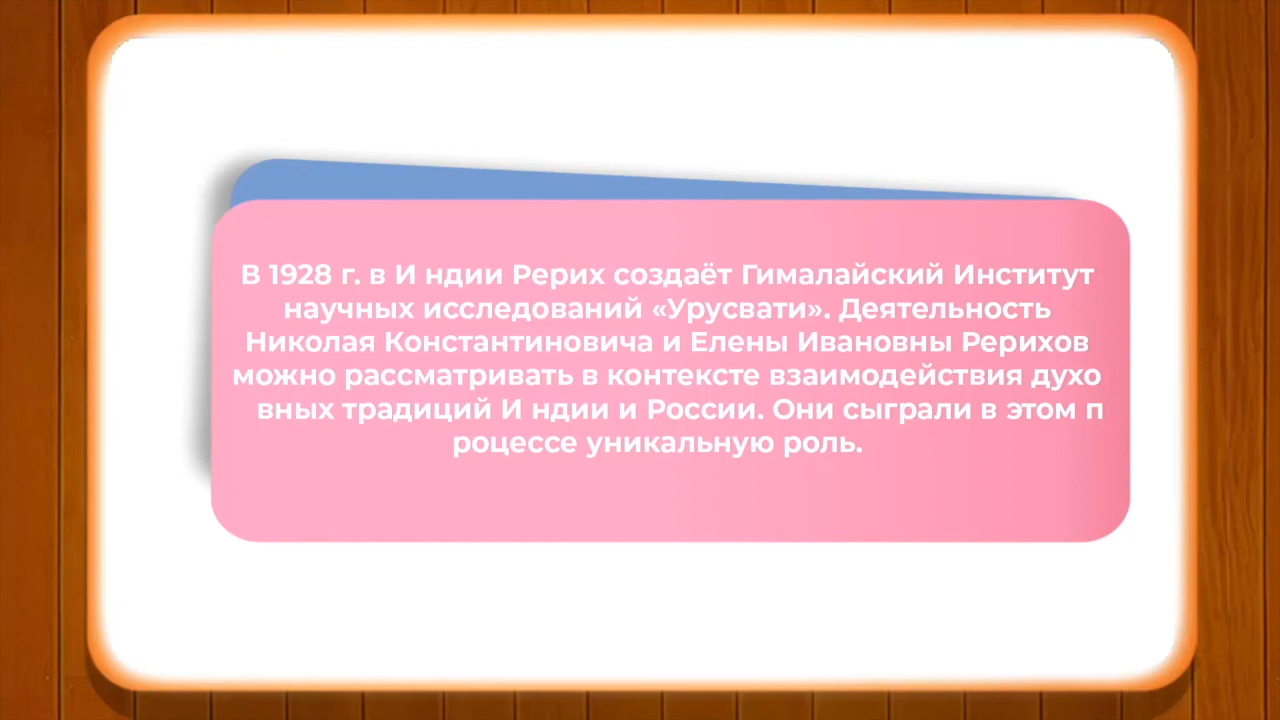 В 1928 г. в И ндии Рерих создаёт Гималайский Институт
научных исследований «Урусвати». Деятельность
Николая Константиновича и Елены Ивановны Рерихов
можно рассматривать в контексте взаимодействия духо
вных традиций И ндии и России. Они сыграли в этом п
роцессе уникальную роль.